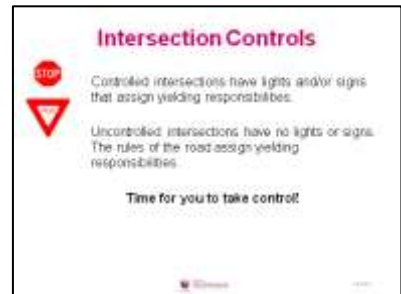 Intersection Controls
STOP
Controlled intersections have lights and/or signs
that assign yielding responsibilities.
Uncontrolled intersections have no lights or signs.
The rules of the road assign yielding
responsibilities.
Time for you to take control!